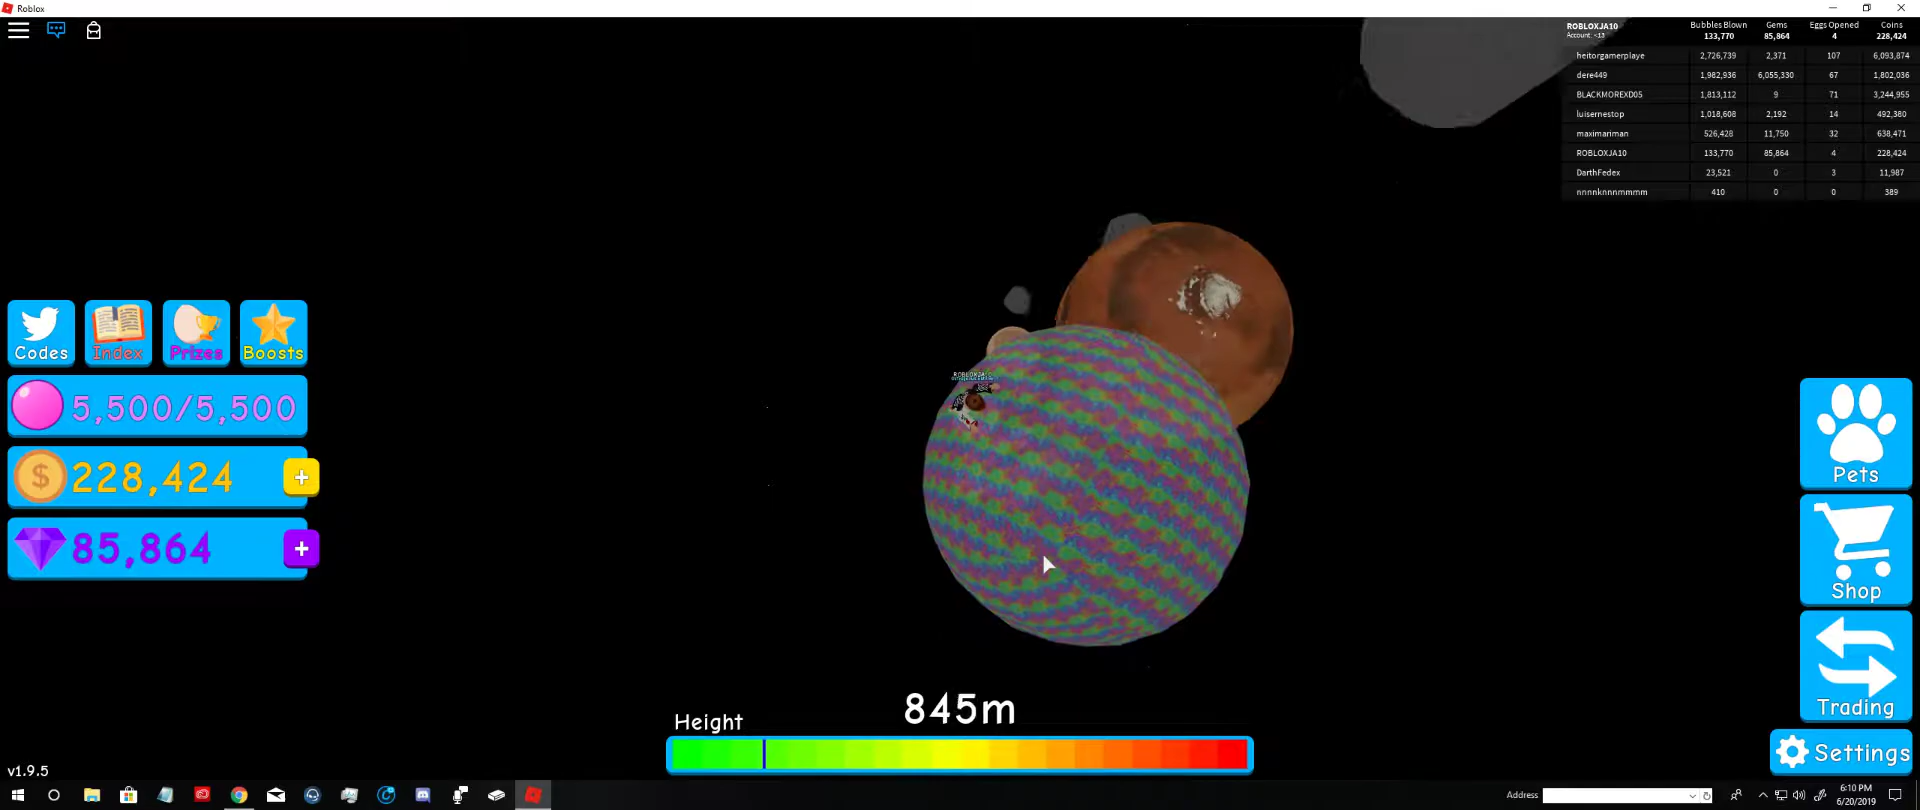 Roblox
ROBLOXJA10 Bubbles Blown Gems Eggs Opened Coins
Account: <13 133,770 85,864 4 228,424
heitorgamerplaye 2,726,739 2,371 107 6,093,874
dere449 1,982,936 6,055,330 67 1,802,036
BLACKMOREXD05 1,813,112 9 71 3,244,955
luisernestop 1,018,608 2,192 14 492,380
maximariman 526,428 11,750 32 638,471
ROBLOXJA10 133,770 85,864 4 228,424
DarthFedex 23,521 0 3 11,987
nnnnknnnmmmm 410 0 0 389
Codes Index Prizes Boosts
5,500/5,500
$ 228,424 +
85,864 +
ROBLOXJA10
Pets
Shop
Trading
Settings
845m
Height
v1.9.5
Address
6:10 PM
6/20/2019